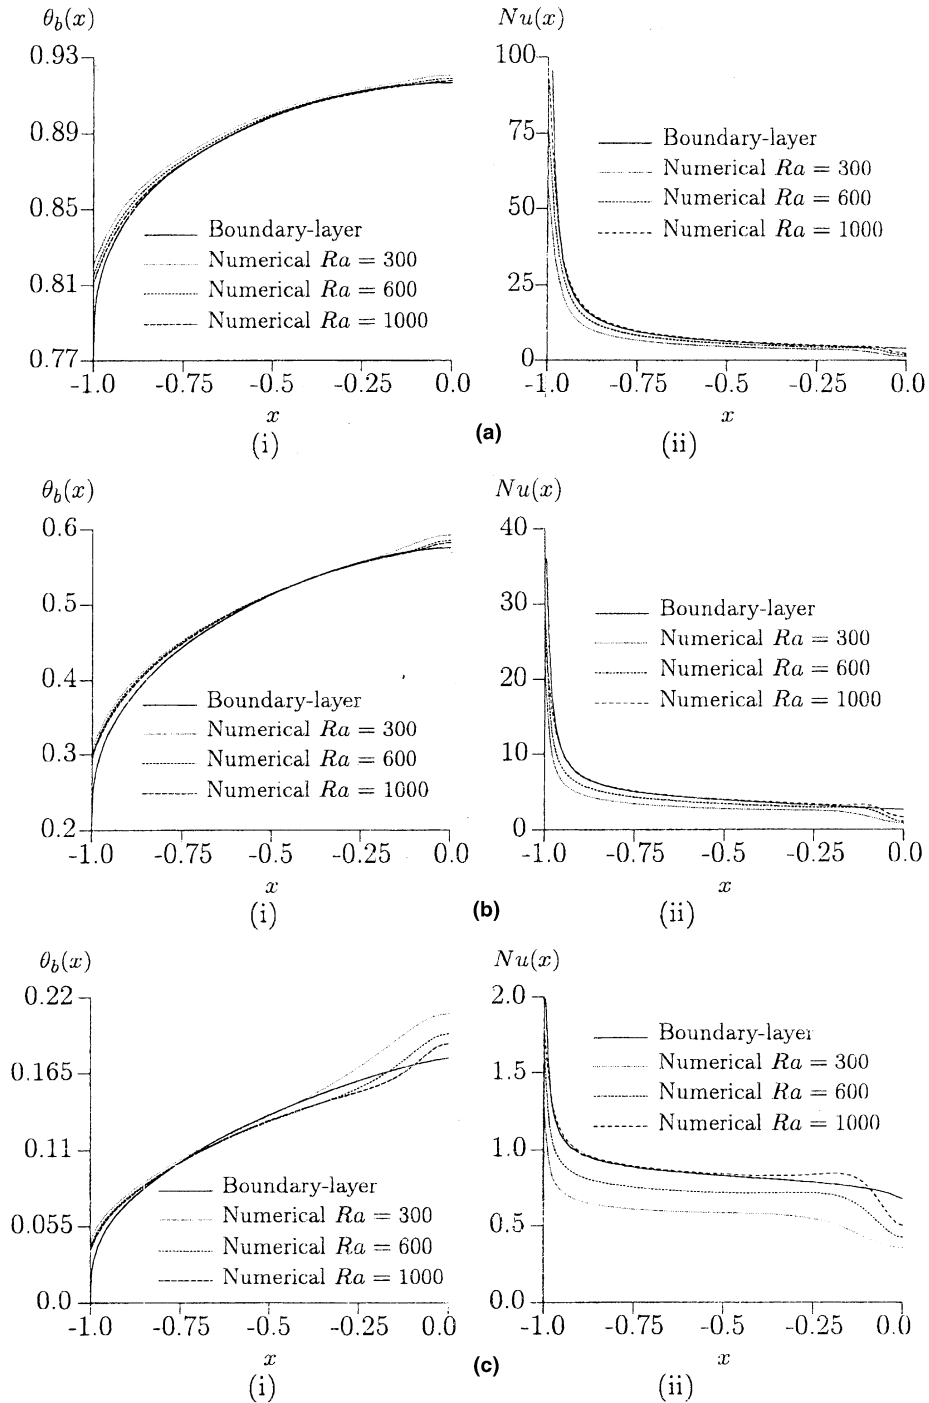 θ_b(x)
0.93
0.89
0.85
0.81
0.77
-1.0 -0.75 -0.5 -0.25 0.0
x
Boundary-layer
Numerical Ra = 300
Numerical Ra = 600
Numerical Ra = 1000
(i)
Nu(x)
100
75
50
25
0
-1.0 -0.75 -0.5 -0.25 0.0
x
Boundary-layer
Numerical Ra = 300
Numerical Ra = 600
Numerical Ra = 1000
(ii)
(a)
θ_b(x)
0.6
0.5
0.4
0.3
0.2
-1.0 -0.75 -0.5 -0.25 0.0
x
Boundary-layer
Numerical Ra = 300
Numerical Ra = 600
Numerical Ra = 1000
(i)
Nu(x)
40
30
20
10
0
-1.0 -0.75 -0.5 -0.25 0.0
x
Boundary-layer
Numerical Ra = 300
Numerical Ra = 600
Numerical Ra = 1000
(ii)
(b)
θ_b(x)
0.22
0.165
0.11
0.055
0.0
-1.0 -0.75 -0.5 -0.25 0.0
x
Boundary-layer
Numerical Ra = 300
Numerical Ra = 600
Numerical Ra = 1000
(i)
Nu(x)
2.0
1.5
1.0
0.5
0.0
-1.0 -0.75 -0.5 -0.25 0.0
x
Boundary-layer
Numerical Ra = 300
Numerical Ra = 600
Numerical Ra = 1000
(ii)
(c)